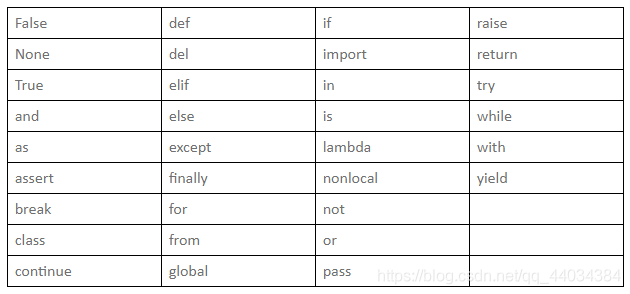 False def if raise
None del import return
True elif in try
and else is while
as except lambda with
assert finally nonlocal yield
break for not
class from or
continue global pass
https://blog.csdn.net/qq_44034384